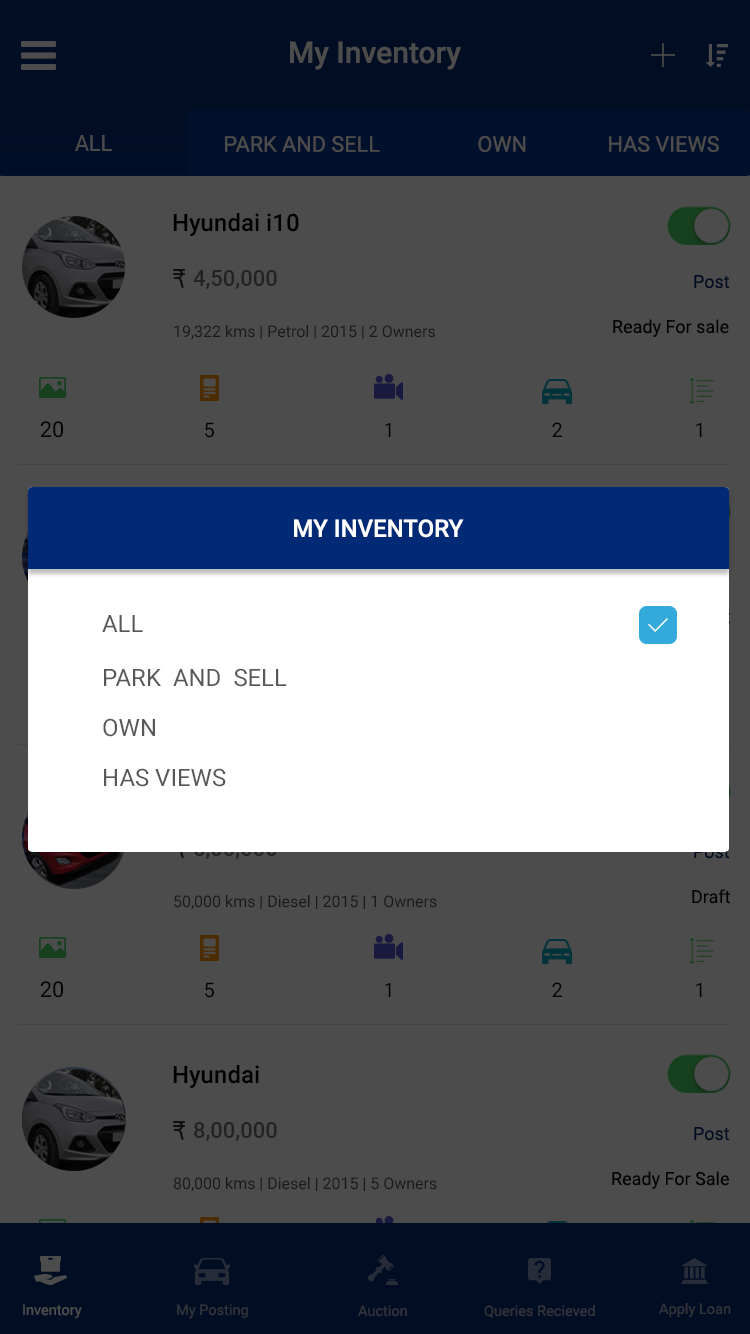 My Inventory
ALL
PARK AND SELL
OWN
HAS VIEWS
Hyundai i10
₹ 4,50,000
Post
19,322 kms | Petrol | 2015 | 2 Owners
Ready For sale
20
5
1
2
1
MY INVENTORY
ALL
PARK AND SELL
OWN
HAS VIEWS
Post
50,000 kms | Diesel | 2015 | 1 Owners
Draft
20
5
1
2
1
Hyundai
₹ 8,00,000
Post
80,000 kms | Diesel | 2015 | 5 Owners
Ready For Sale
Inventory
My Posting
Auction
Queries Recieved
Apply Loan